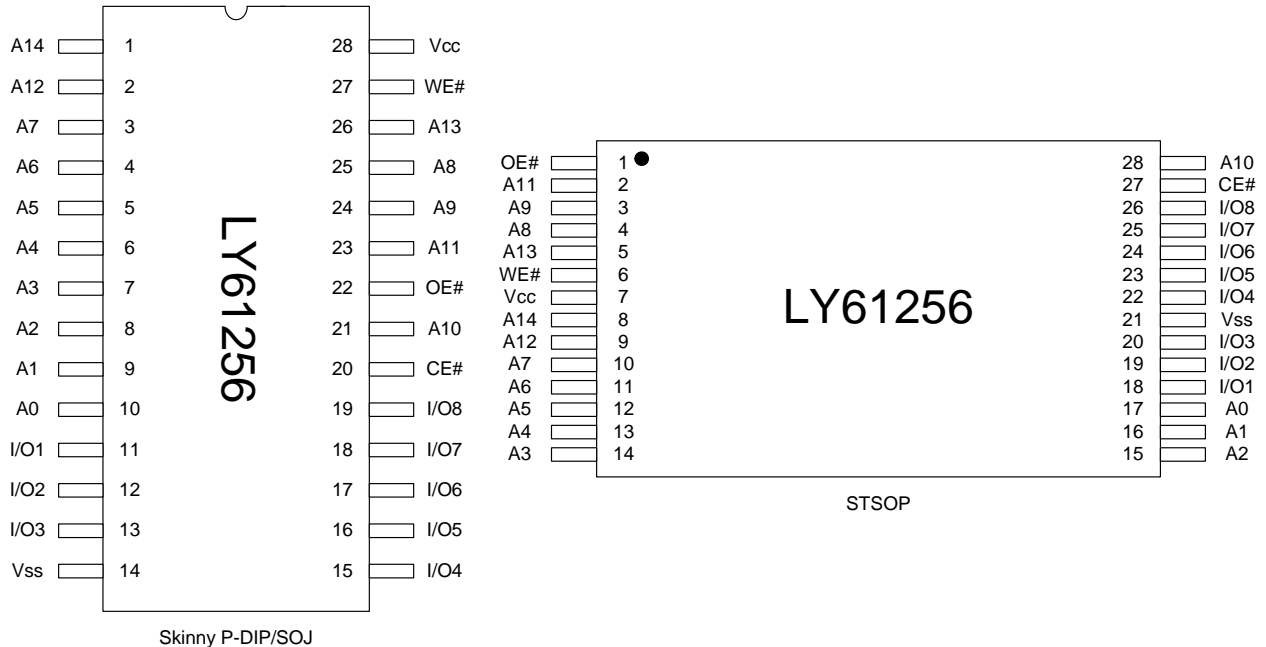 A14 1 28 Vcc
A12 2 27 WE#
A7 3 26 A13
A6 4 25 A8
A5 5 24 A9
A4 6 23 A11
A3 7 22 OE#
A2 8 21 A10
A1 9 20 CE#
A0 10 19 I/O8
I/O1 11 18 I/O7
I/O2 12 17 I/O6
I/O3 13 16 I/O5
Vss 14 15 I/O4
LY61256
Skinny P-DIP/SOJ
OE# 1 28 A10
A11 2 27 CE#
A9 3 26 I/O8
A8 4 25 I/O7
A13 5 24 I/O6
WE# 6 23 I/O5
Vcc 7 22 I/O4
A14 8 21 Vss
A12 9 20 I/O3
A7 10 19 I/O2
A6 11 18 I/O1
A5 12 17 A0
A4 13 16 A1
A3 14 15 A2
LY61256
STSOP